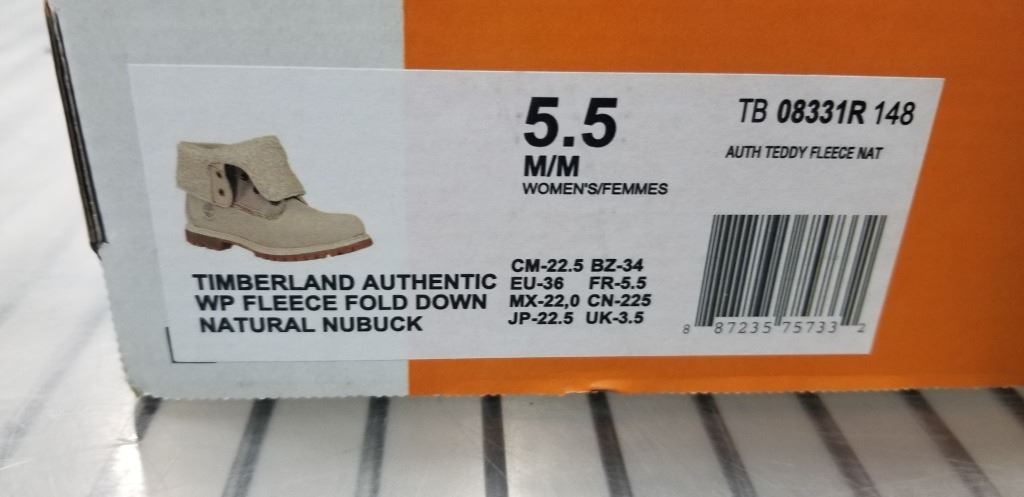 5.5
M/M
WOMEN'S/FEMMES
TB 08331R 148
AUTH TEDDY FLEECE NAT
TIMBERLAND AUTHENTIC
WP FLEECE FOLD DOWN
NATURAL NUBUCK
CM-22.5 BZ-34
EU-36 FR-5.5
MX-22,0 CN-225
JP-22.5 UK-3.5
8 87235 75733 2